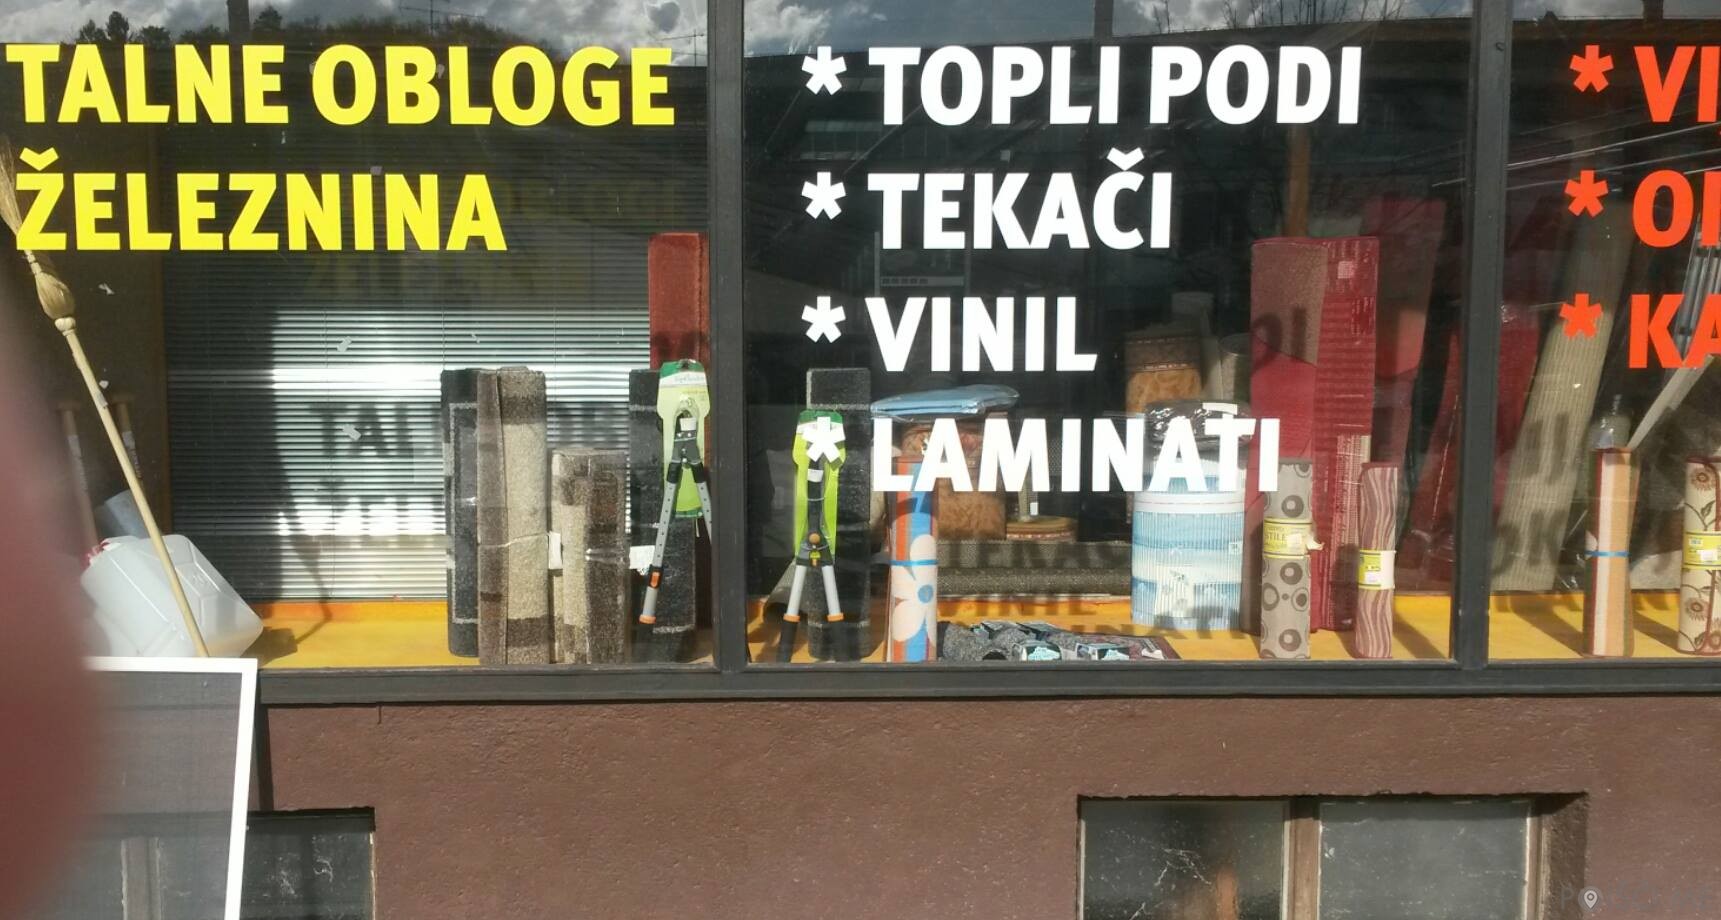 TALNE OBLOGE
ŽELEZNINA
* TOPLI PODI
* TEKAČI
* VINIL
* LAMINATI